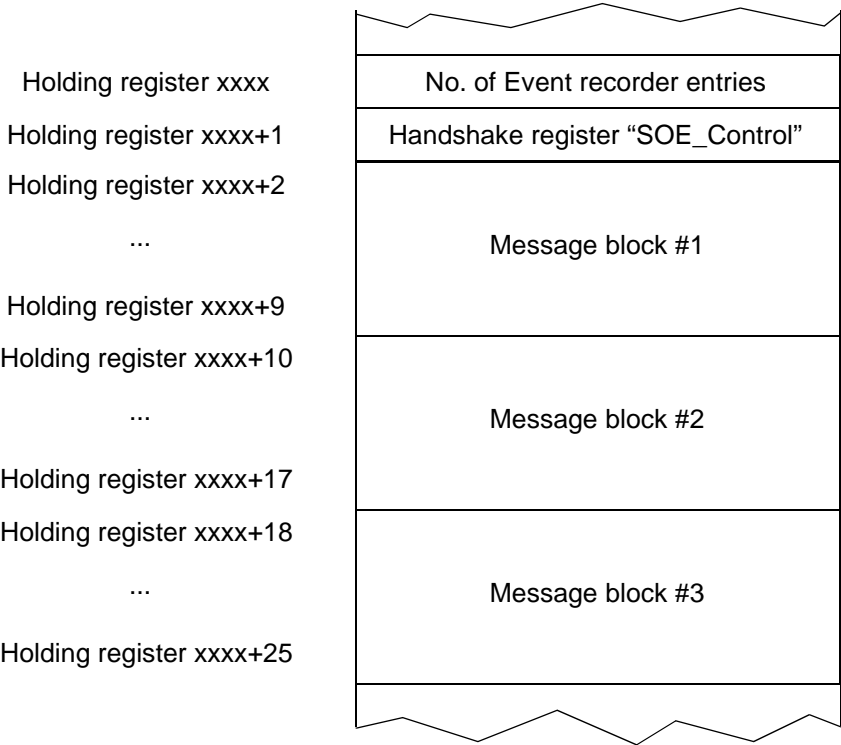 Holding register xxxx
No. of Event recorder entries
Holding register xxxx+1
Handshake register “SOE_Control”
Holding register xxxx+2
...
Message block #1
Holding register xxxx+9
Holding register xxxx+10
...
Message block #2
Holding register xxxx+17
Holding register xxxx+18
...
Message block #3
Holding register xxxx+25